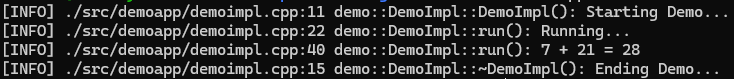 [INFO] ./src/demoapp/demoimpl.cpp:11 demo::DemoImpl::DemoImpl(): Starting Demo...
[INFO] ./src/demoapp/demoimpl.cpp:22 demo::DemoImpl::run(): Running...
[INFO] ./src/demoapp/demoimpl.cpp:40 demo::DemoImpl::run(): 7 + 21 = 28
[INFO] ./src/demoapp/demoimpl.cpp:15 demo::DemoImpl::~DemoImpl(): Ending Demo...